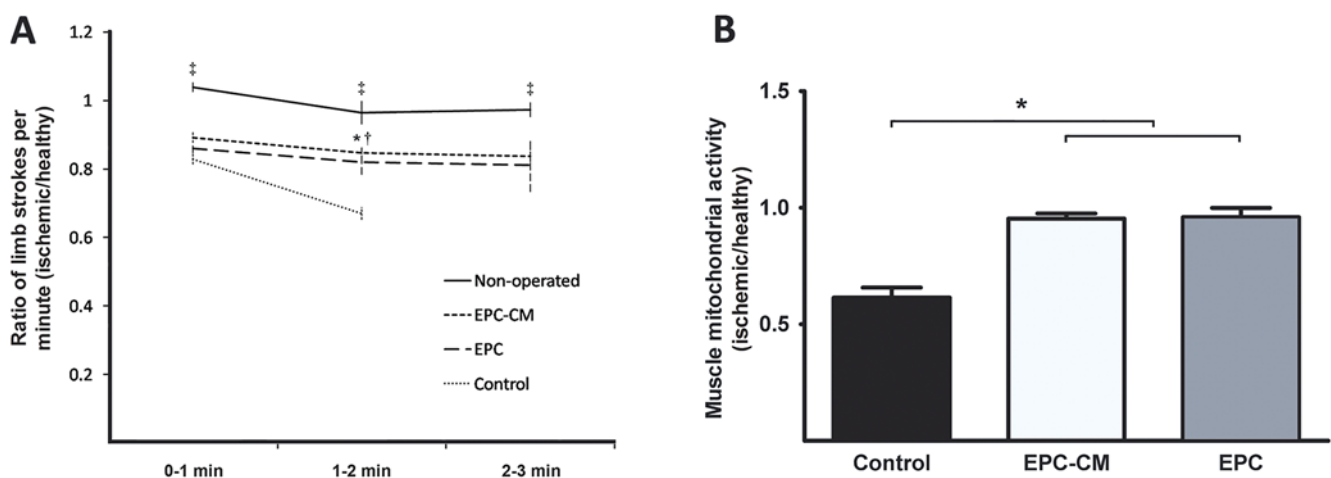 A
Ratio of limb strokes per
minute (ischemic/healthy)
1.2
1
0.8
0.6
0.4
0.2
‡
‡
‡
*†
Non-operated
EPC-CM
EPC
Control
0-1 min
1-2 min
2-3 min
B
Muscle mitochondrial activity
(ischemic/healthy)
1.5
1.0
0.5
*
Control
EPC-CM
EPC